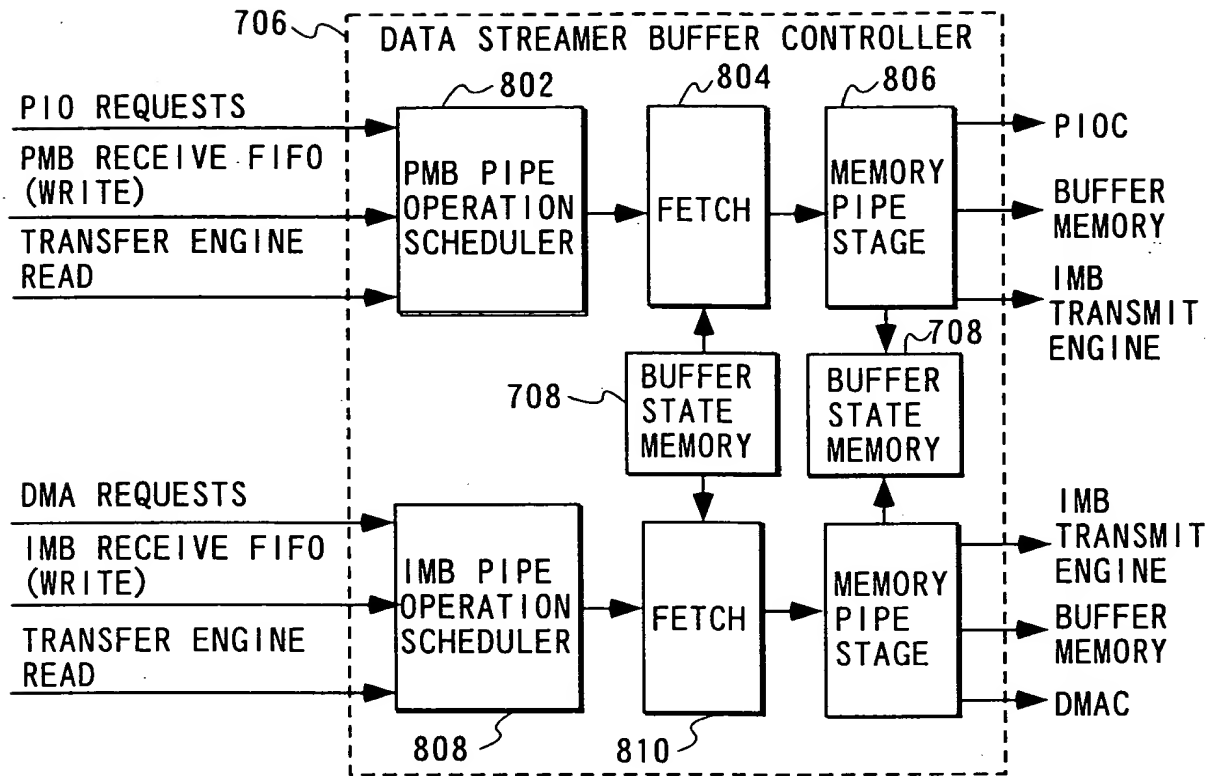 706
DATA STREAMER BUFFER CONTROLLER
802
804
806
PIO REQUESTS
PMB RECEIVE FIFO
(WRITE)
TRANSFER ENGINE
READ
PMB PIPE
OPERATION
SCHEDULER
FETCH
MEMORY
PIPE
STAGE
PIOC
BUFFER
MEMORY
IMB
TRANSMIT
ENGINE
708
BUFFER
STATE
MEMORY
708
BUFFER
STATE
MEMORY
DMA REQUESTS
IMB RECEIVE FIFO
(WRITE)
TRANSFER ENGINE
READ
IMB PIPE
OPERATION
SCHEDULER
FETCH
MEMORY
PIPE
STAGE
IMB
TRANSMIT
ENGINE
BUFFER
MEMORY
DMAC
808
810